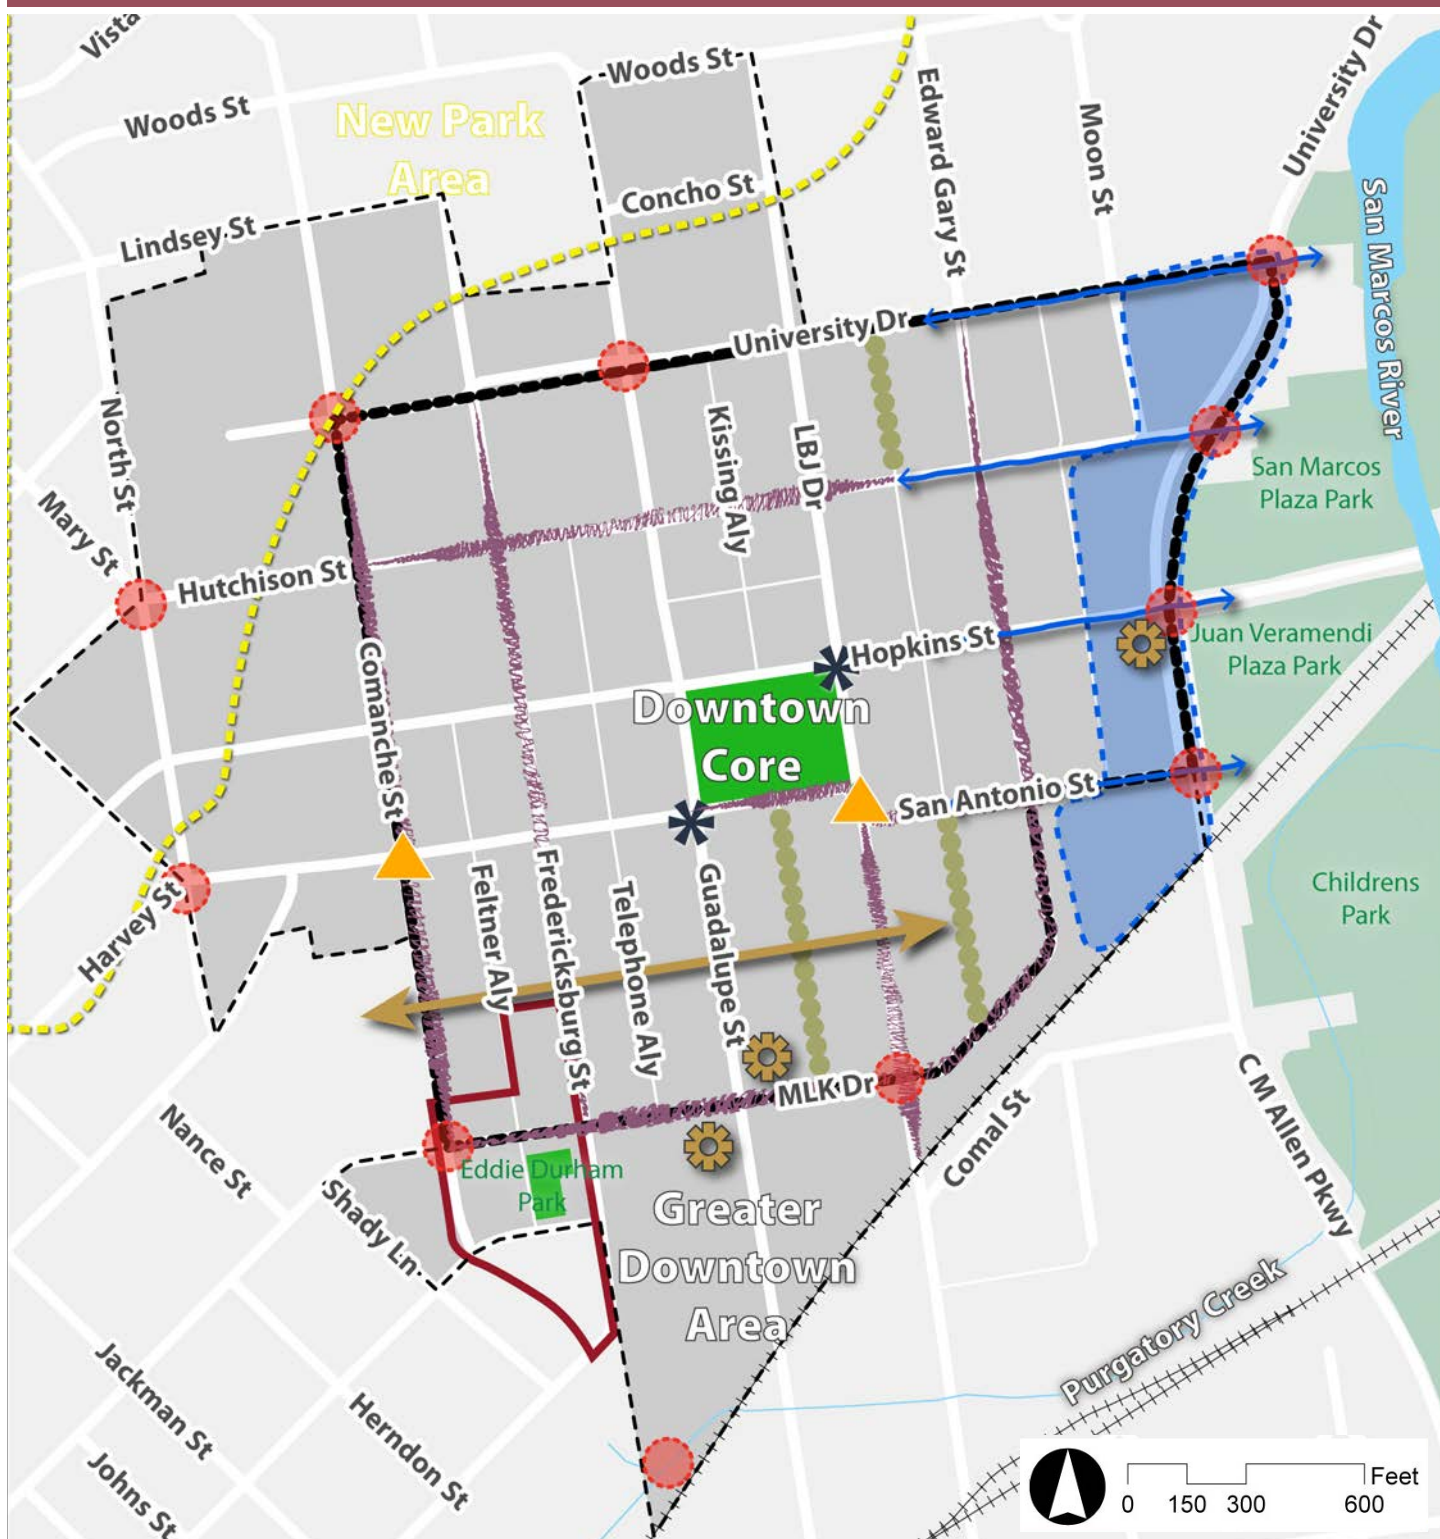 Vista
Woods St
Woods St
New Park
Area
Concho St
Lindsey St
Edward Gary St
Moon St
University Dr
San Marcos River
University Dr
North St
Kissing Aly
LBJ Dr
San Marcos
Plaza Park
Mary St
Hutchison St
Hopkins St
Juan Veramendi
Plaza Park
Comanche St
Downtown
Core
San Antonio St
Harvey St
Feltner Aly
Fredericksburg St
Telephone Aly
Guadalupe St
Childrens
Park
MLK Dr
Comal St
C M Allen Pkwy
Nance St
Shady Ln
Eddie Durham
Park
Greater
Downtown
Area
Purgatory Creek
Jackman St
Herndon St
Johns St
Feet
0 150 300 600